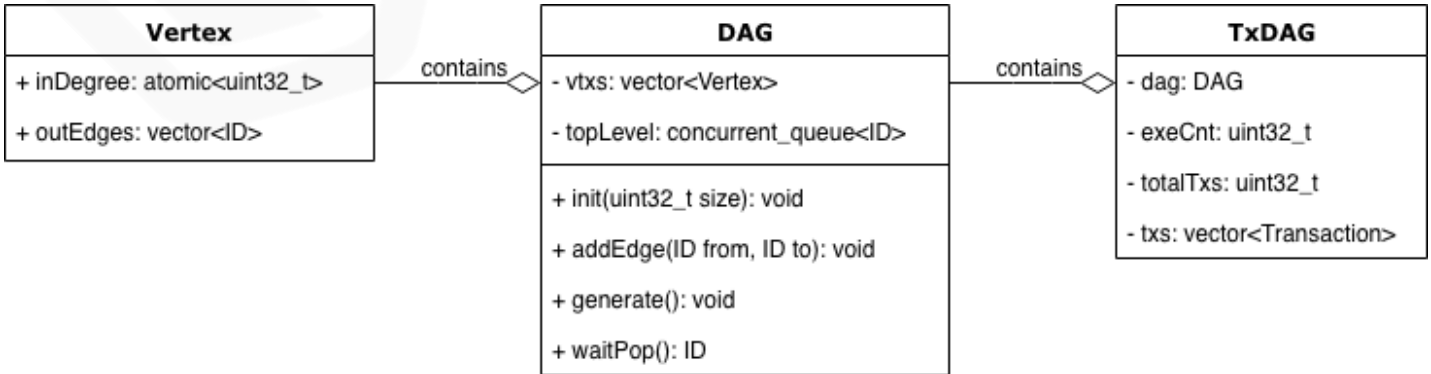 Vertex
+ inDegree: atomic<uint32_t>
+ outEdges: vector<ID>
contains
DAG
- vtxs: vector<Vertex>
- topLevel: concurrent_queue<ID>
+ init(uint32_t size): void
+ addEdge(ID from, ID to): void
+ generate(): void
+ waitPop(): ID
contains
TxDAG
- dag: DAG
- exeCnt: uint32_t
- totalTxs: uint32_t
- txs: vector<Transaction>